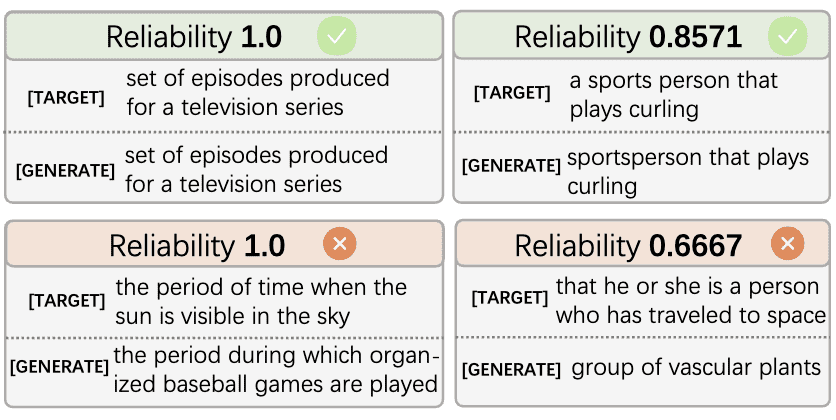 Reliability 1.0
[TARGET] set of episodes produced
for a television series
[GENERATE] set of episodes produced
for a television series
Reliability 0.8571
[TARGET] a sports person that
plays curling
[GENERATE] sportsperson that plays
curling
Reliability 1.0
[TARGET] the period of time when the
sun is visible in the sky
[GENERATE] the period during which organ-
ized baseball games are played
Reliability 0.6667
[TARGET] that he or she is a person
who has traveled to space
[GENERATE] group of vascular plants